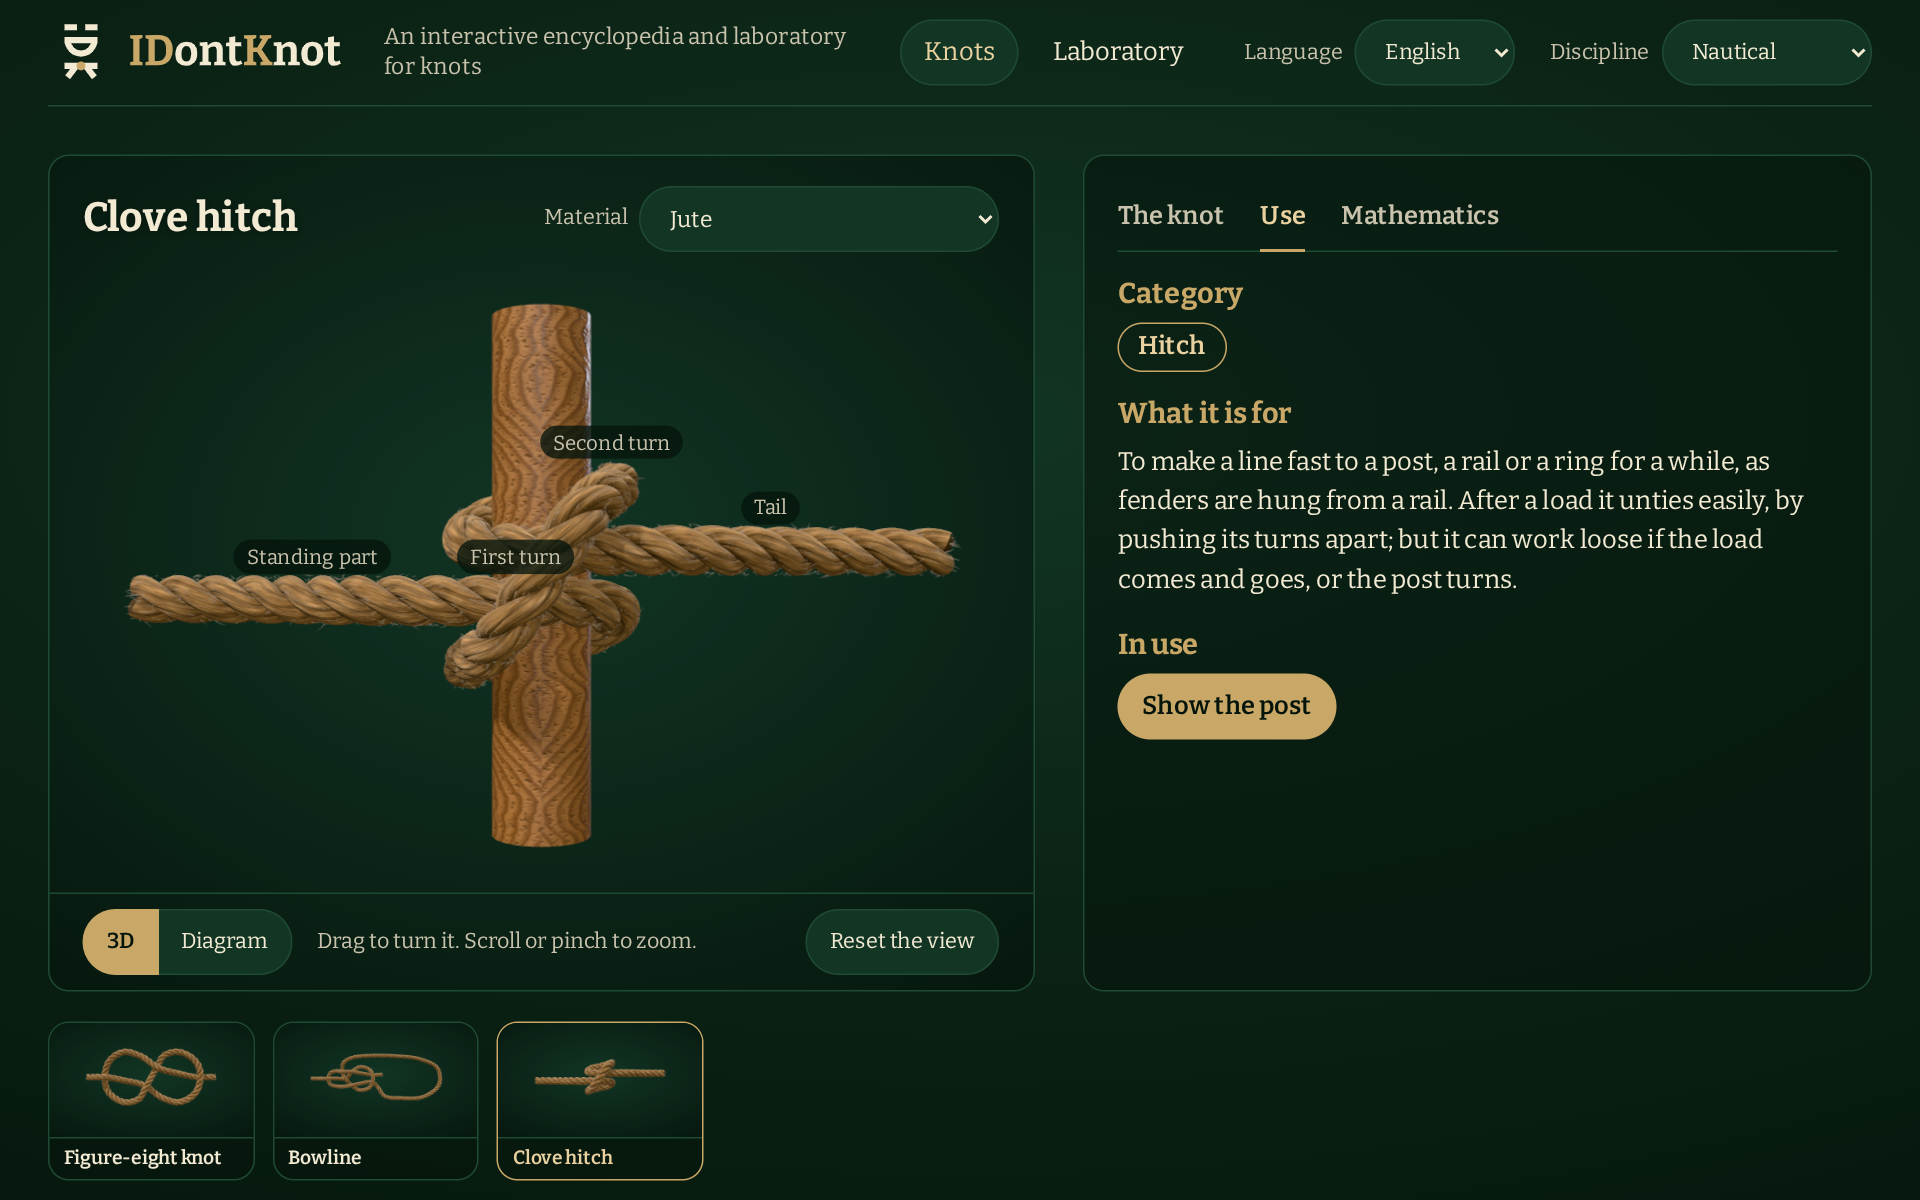 IDontKnot
An interactive encyclopedia and laboratory
for knots
Knots
Laboratory
Language
English
Discipline
Nautical
Clove hitch
Material
Jute
Second turn
Tail
Standing part
First turn
3D
Diagram
Drag to turn it. Scroll or pinch to zoom.
Reset the view
The knot
Use
Mathematics
Category
Hitch
What it is for
To make a line fast to a post, a rail or a ring for a while, as
fenders are hung from a rail. After a load it unties easily, by
pushing its turns apart; but it can work loose if the load
comes and goes, or the post turns.
In use
Show the post
Figure-eight knot
Bowline
Clove hitch